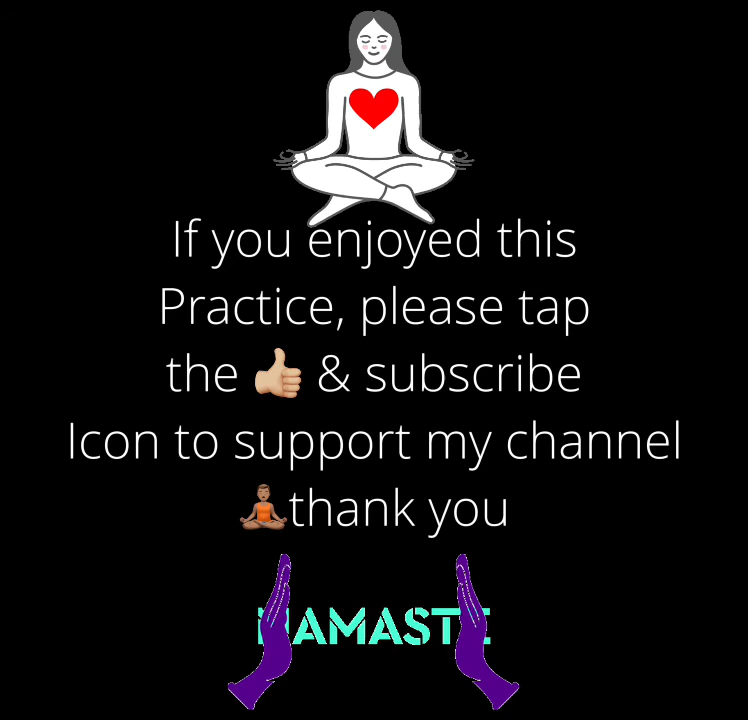 If you enjoyed this
Practice, please tap
the 👍🏼 & subscribe
Icon to support my channel
🧘🏽thank you
NAMASTE